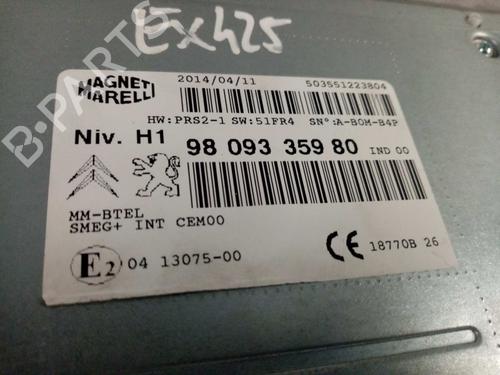 Ex425
B-PARTS
MAGNETI
MARELLI
2014/04/11 503551223804
HW:PRS2-1 SW:51FR4 SN°:A-BOM-B4P
Niv. H1 98 093 359 80 IND 00
MM-BTEL
SMEG+ INT CEM00
E2 04 13075-00
CE 18770B 26